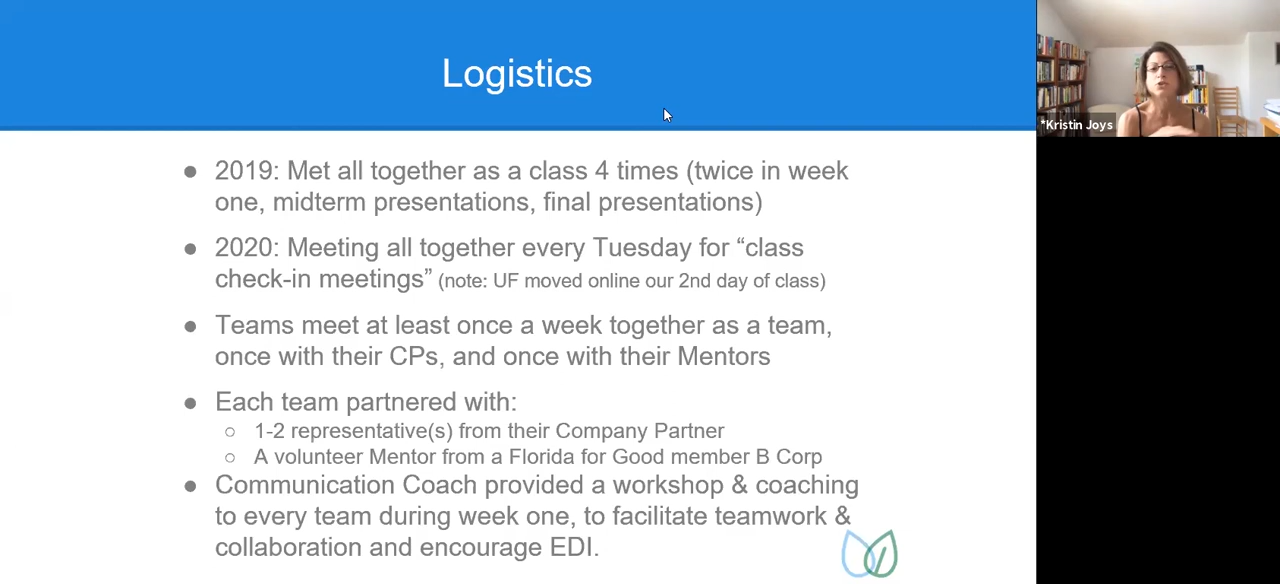 Logistics
● 2019: Met all together as a class 4 times (twice in week
one, midterm presentations, final presentations)
● 2020: Meeting all together every Tuesday for “class
check-in meetings” (note: UF moved online our 2nd day of class)
● Teams meet at least once a week together as a team,
once with their CPs, and once with their Mentors
● Each team partnered with:
○ 1-2 representative(s) from their Company Partner
○ A volunteer Mentor from a Florida for Good member B Corp
● Communication Coach provided a workshop & coaching
to every team during week one, to facilitate teamwork &
collaboration and encourage EDI.
*Kristin Joys